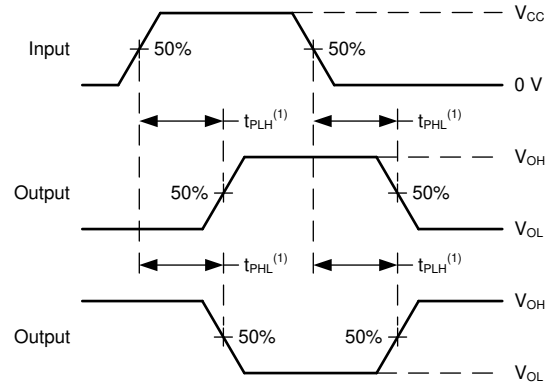 V_CC
Input
50%
50%
0 V
t_PLH^(1)
t_PHL^(1)
V_OH
Output
50%
50%
V_OL
t_PHL^(1)
t_PLH^(1)
V_OH
Output
50%
50%
V_OL